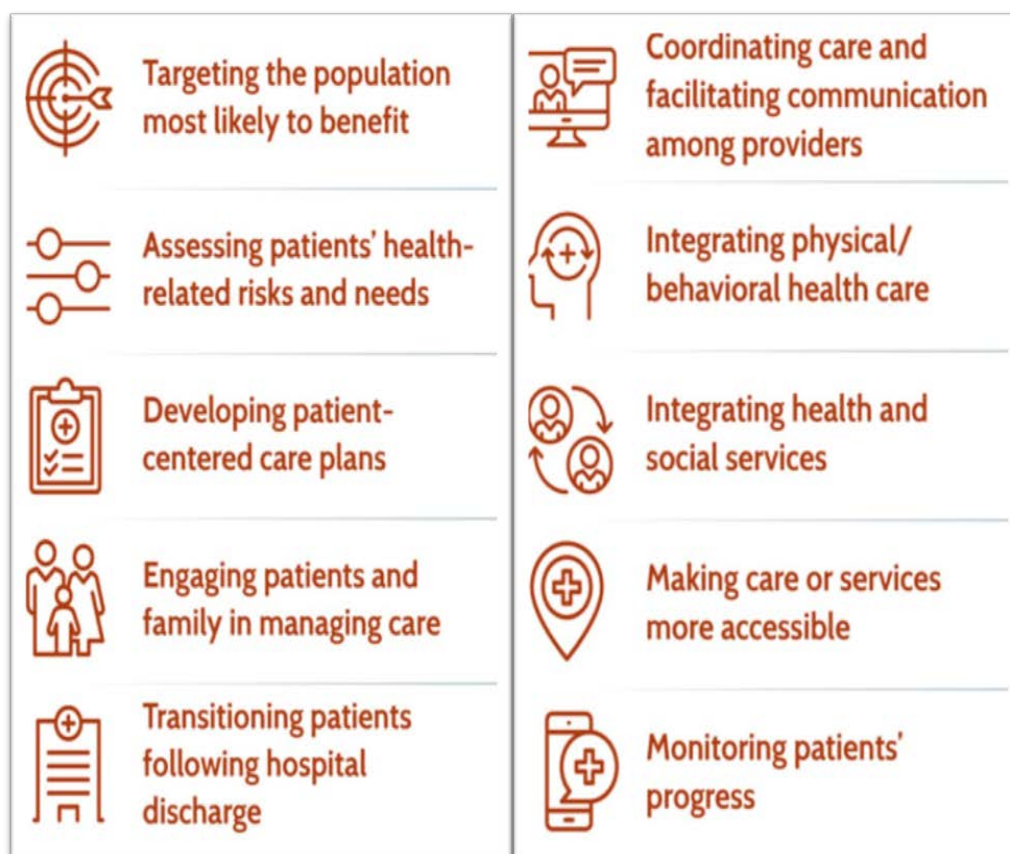 Targeting the population
most likely to benefit
Assessing patients' health-
related risks and needs
Developing patient-
centered care plans
Engaging patients and
family in managing care
Transitioning patients
following hospital
discharge
Coordinating care and
facilitating communication
among providers
Integrating physical/
behavioral health care
Integrating health and
social services
Making care or services
more accessible
Monitoring patients'
progress